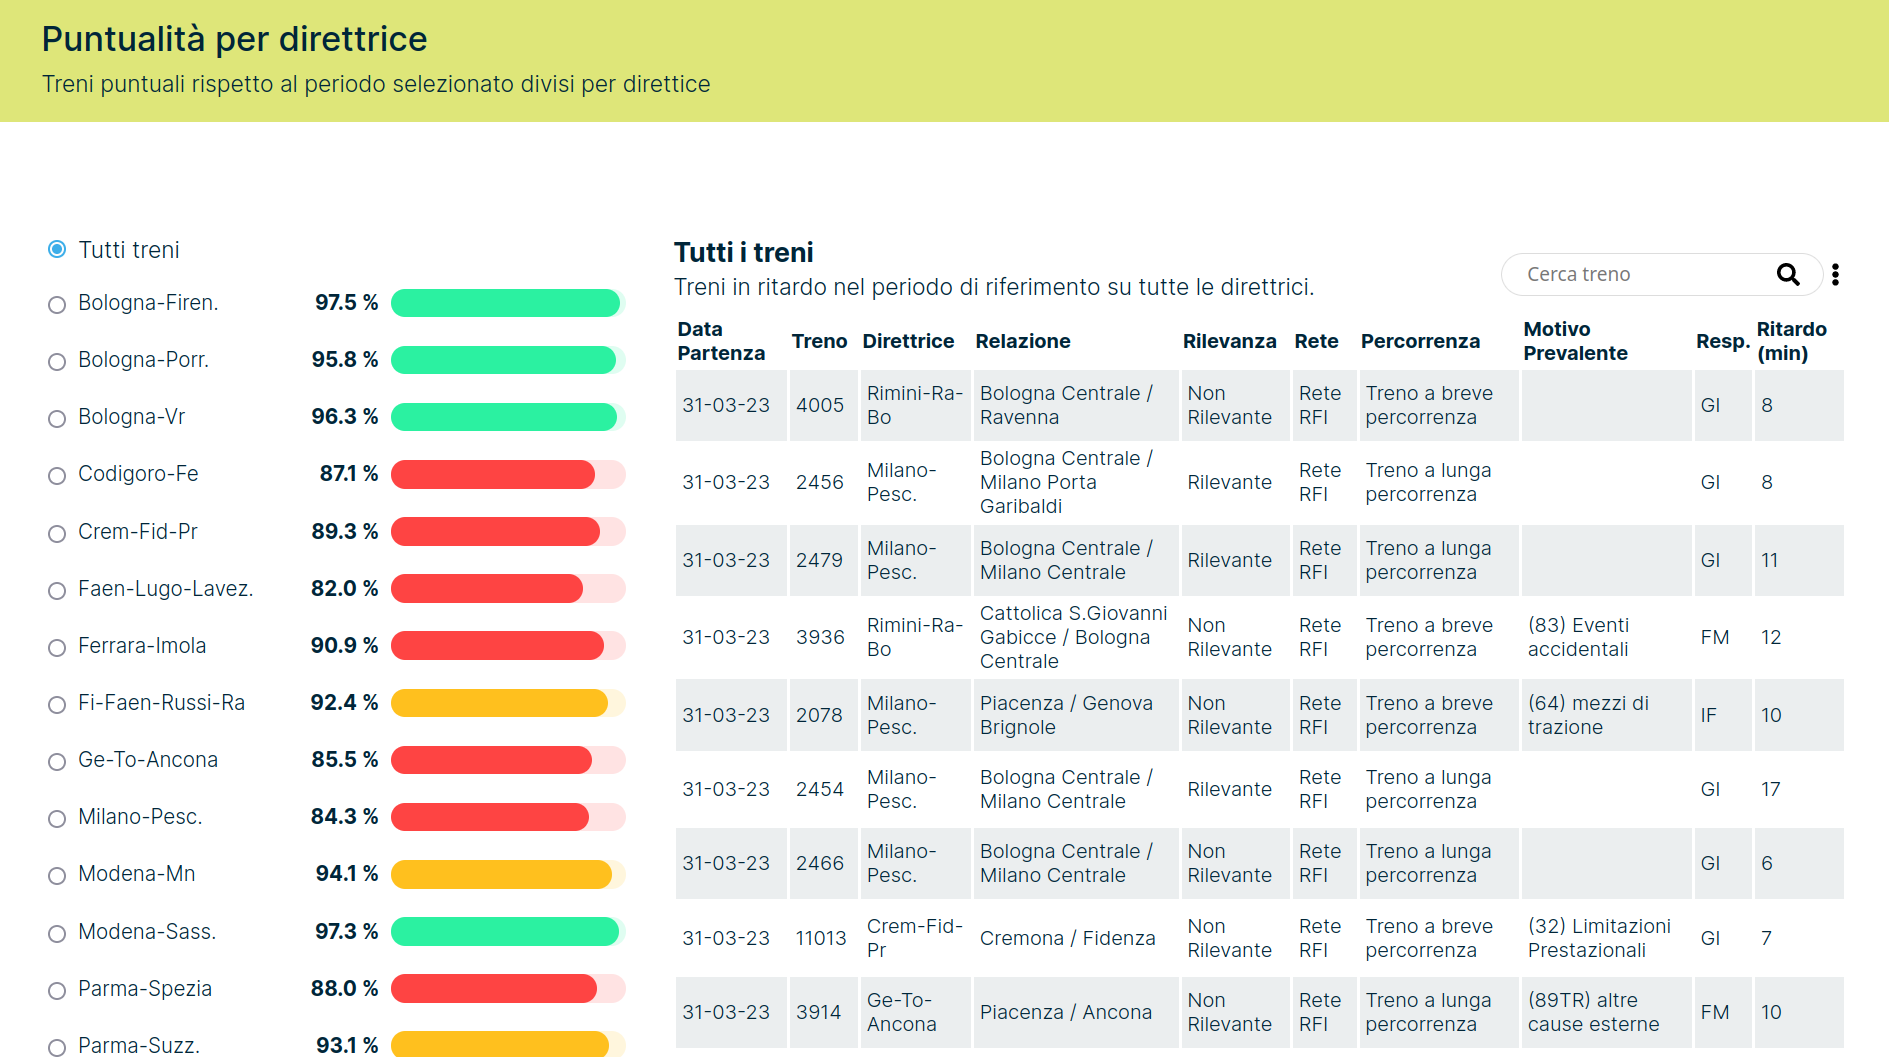 Puntualità per direttrice
Treni puntuali rispetto al periodo selezionato divisi per direttice
Tutti treni
Bologna-Firen. 97.5 %
Bologna-Porr. 95.8 %
Bologna-Vr 96.3 %
Codigoro-Fe 87.1 %
Crem-Fid-Pr 89.3 %
Faen-Lugo-Lavez. 82.0 %
Ferrara-Imola 90.9 %
Fi-Faen-Russi-Ra 92.4 %
Ge-To-Ancona 85.5 %
Milano-Pesc. 84.3 %
Modena-Mn 94.1 %
Modena-Sass. 97.3 %
Parma-Spezia 88.0 %
Parma-Suzz. 93.1 %
Tutti i treni
Treni in ritardo nel periodo di riferimento su tutte le direttrici.
Cerca treno
Data Partenza Treno Direttrice Relazione Rilevanza Rete Percorrenza Motivo Prevalente Resp. Ritardo (min)
31-03-23 4005 Rimini-Ra-Bo Bologna Centrale / Ravenna Non Rilevante Rete RFI Treno a breve percorrenza GI 8
31-03-23 2456 Milano-Pesc. Bologna Centrale / Milano Porta Garibaldi Rilevante Rete RFI Treno a lunga percorrenza GI 8
31-03-23 2479 Milano-Pesc. Bologna Centrale / Milano Centrale Rilevante Rete RFI Treno a lunga percorrenza GI 11
31-03-23 3936 Rimini-Ra-Bo Cattolica S.Giovanni Gabicce / Bologna Centrale Non Rilevante Rete RFI Treno a breve percorrenza (83) Eventi accidentali FM 12
31-03-23 2078 Milano-Pesc. Piacenza / Genova Brignole Non Rilevante Rete RFI Treno a breve percorrenza (64) mezzi di trazione IF 10
31-03-23 2454 Milano-Pesc. Bologna Centrale / Milano Centrale Rilevante Rete RFI Treno a lunga percorrenza GI 17
31-03-23 2466 Milano-Pesc. Bologna Centrale / Milano Centrale Non Rilevante Rete RFI Treno a lunga percorrenza GI 6
31-03-23 11013 Crem-Fid-Pr Cremona / Fidenza Non Rilevante Rete RFI Treno a breve percorrenza (32) Limitazioni Prestazionali GI 7
31-03-23 3914 Ge-To-Ancona Piacenza / Ancona Non Rilevante Rete RFI Treno a lunga percorrenza (89TR) altre cause esterne FM 10